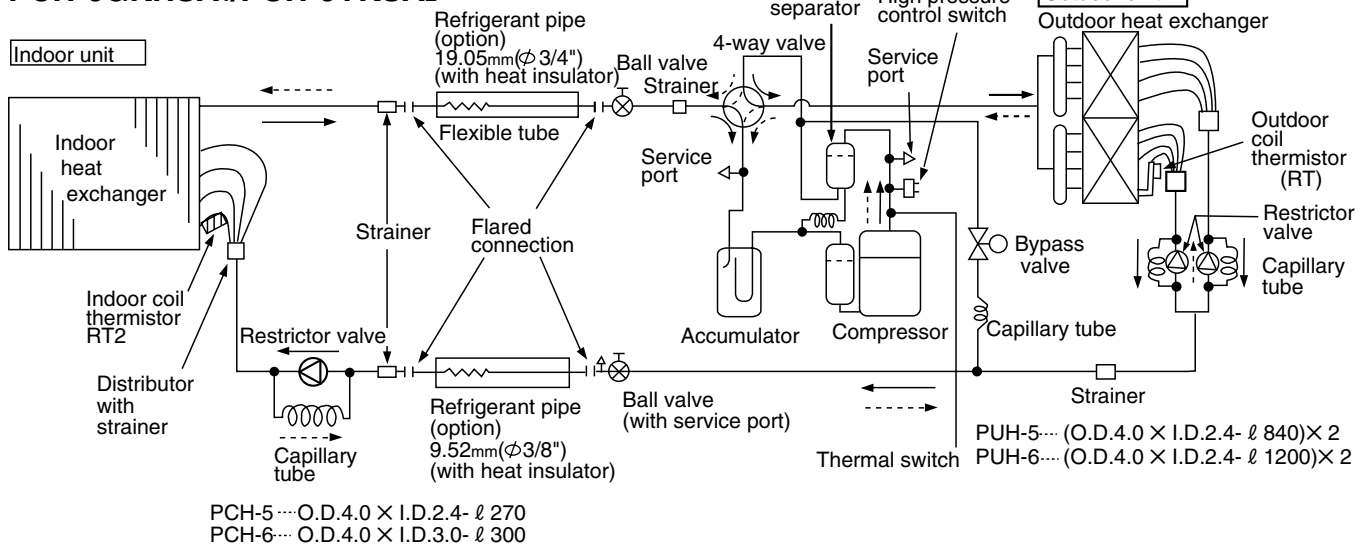 separator
control switch
Outdoor heat exchanger
Indoor unit
Refrigerant pipe
(option)
19.05mm(φ3/4")
(with heat insulator)
Ball valve
Strainer
4-way valve
Service
port
Flexible tube
Indoor
heat
exchanger
Service
port
Outdoor
coil
thermistor
(RT)
Strainer
Flared
connection
Restrictor
valve
Bypass
valve
Capillary
tube
Indoor coil
thermistor
RT2
Restrictor valve
Accumulator
Compressor
Capillary tube
Distributor
with
strainer
Refrigerant pipe
(option)
9.52mm(φ3/8")
(with heat insulator)
Ball valve
(with service port)
Strainer
Capillary
tube
Thermal switch
PUH-5···· (O.D.4.0 × I.D.2.4- ℓ 840)× 2
PUH-6···· (O.D.4.0 × I.D.2.4- ℓ 1200)× 2
PCH-5···· O.D.4.0 × I.D.2.4- ℓ 270
PCH-6···· O.D.4.0 × I.D.3.0- ℓ 300